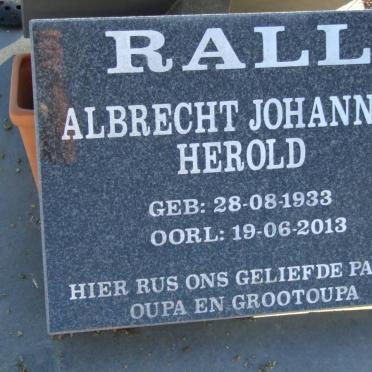 RALL
ALBRECHT JOHANN
HEROLD
GEB: 28-08-1933
OORL: 19-06-2013
HIER RUS ONS GELIEFDE PA
OUPA EN GROOTOUPA